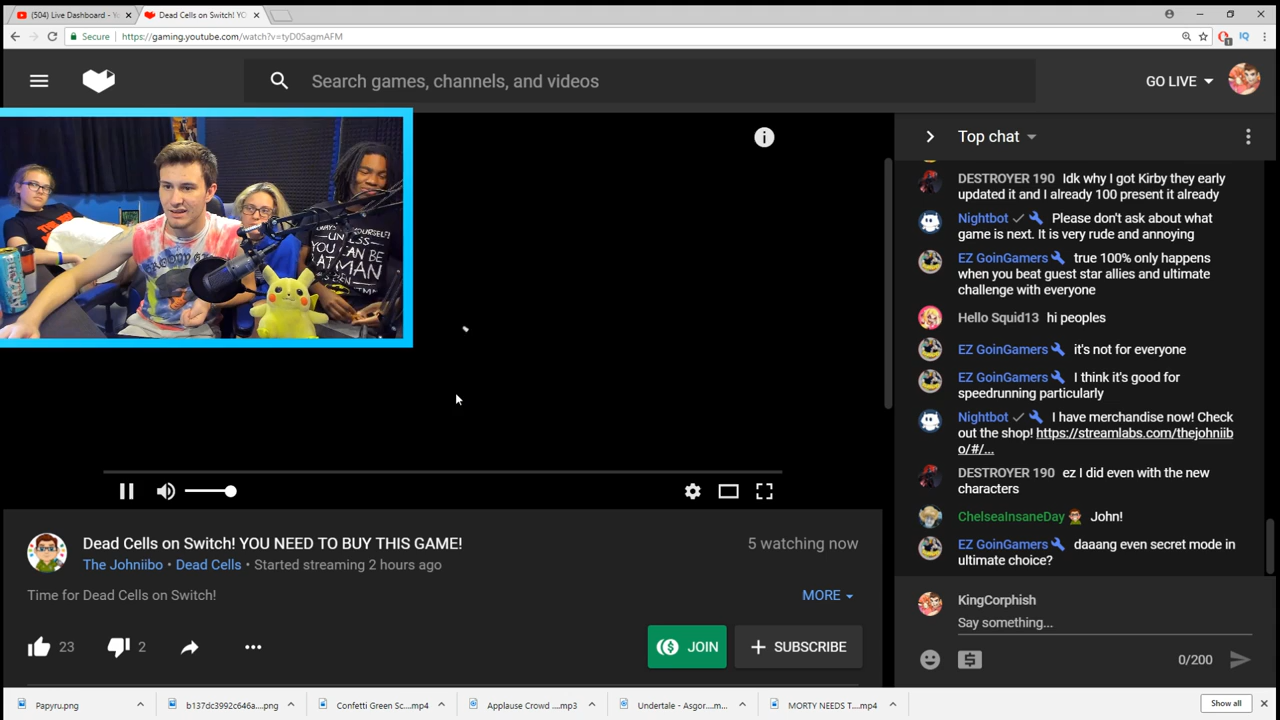 (504) Live Dashboard - Y
Dead Cells on Switch! YO
Secure
https://gaming.youtube.com/watch?v=tyD0SagmAFM
Search games, channels, and videos
GO LIVE
Top chat
DESTROYER 190 Idk why I got Kirby they early
updated it and I already 100 present it already
Nightbot Please don't ask about what
game is next. It is very rude and annoying
EZ GoinGamers true 100% only happens
when you beat guest star allies and ultimate
challenge with everyone
Hello Squid13 hi peoples
EZ GoinGamers it's not for everyone
EZ GoinGamers I think it's good for
speedrunning particularly
Nightbot I have merchandise now! Check
out the shop! https://streamlabs.com/thejohniib
o/#/...
DESTROYER 190 ez I did even with the new
characters
ChelseaInsaneDay John!
EZ GoinGamers daaang even secret mode in
ultimate choice?
KingCorphish
Say something...
0/200
UNLESS
YOU CAN BE
BATMAN
Dead Cells on Switch! YOU NEED TO BUY THIS GAME!
5 watching now
The Johniibo • Dead Cells • Started streaming 2 hours ago
Time for Dead Cells on Switch!
MORE
23
2
JOIN
SUBSCRIBE
Papyru.png
b137dc3992c646a....png
Confetti Green Sc....mp4
Applause Crowd ....mp3
Undertale - Asgor....m...
MORTY NEEDS T....mp4
Show all